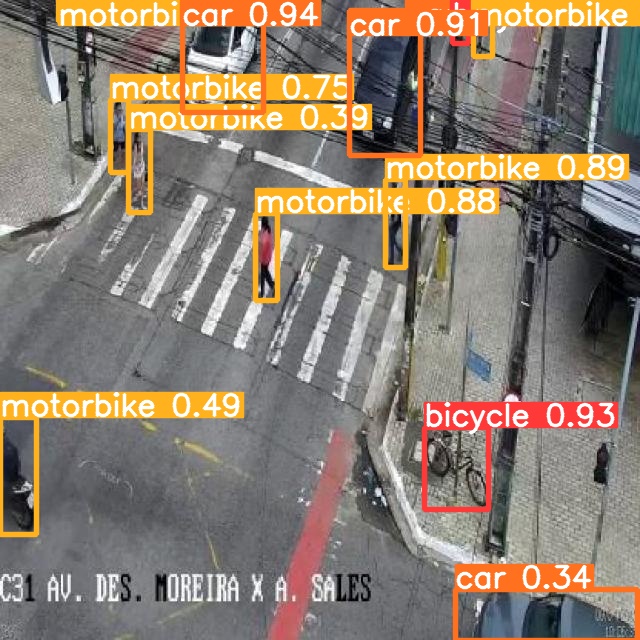 motorbi
car 0.94
car 0.91
motorbike
motorbike 0.75
motorbike 0.39
motorbike 0.89
motorbike 0.88
motorbike 0.49
bicycle 0.93
C31 AV. DES. MOREIRA X A. SALES
car 0.34